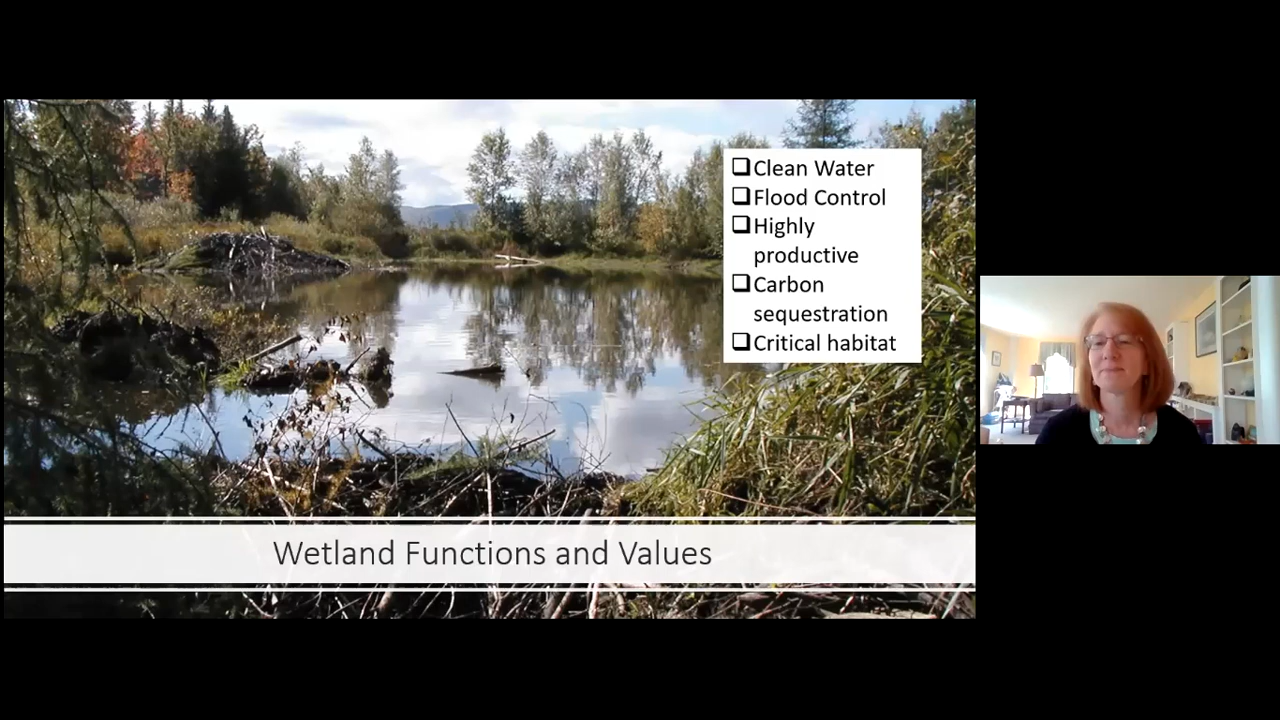 ❑Clean Water
❑Flood Control
❑Highly
productive
❑Carbon
sequestration
❑Critical habitat
Wetland Functions and Values